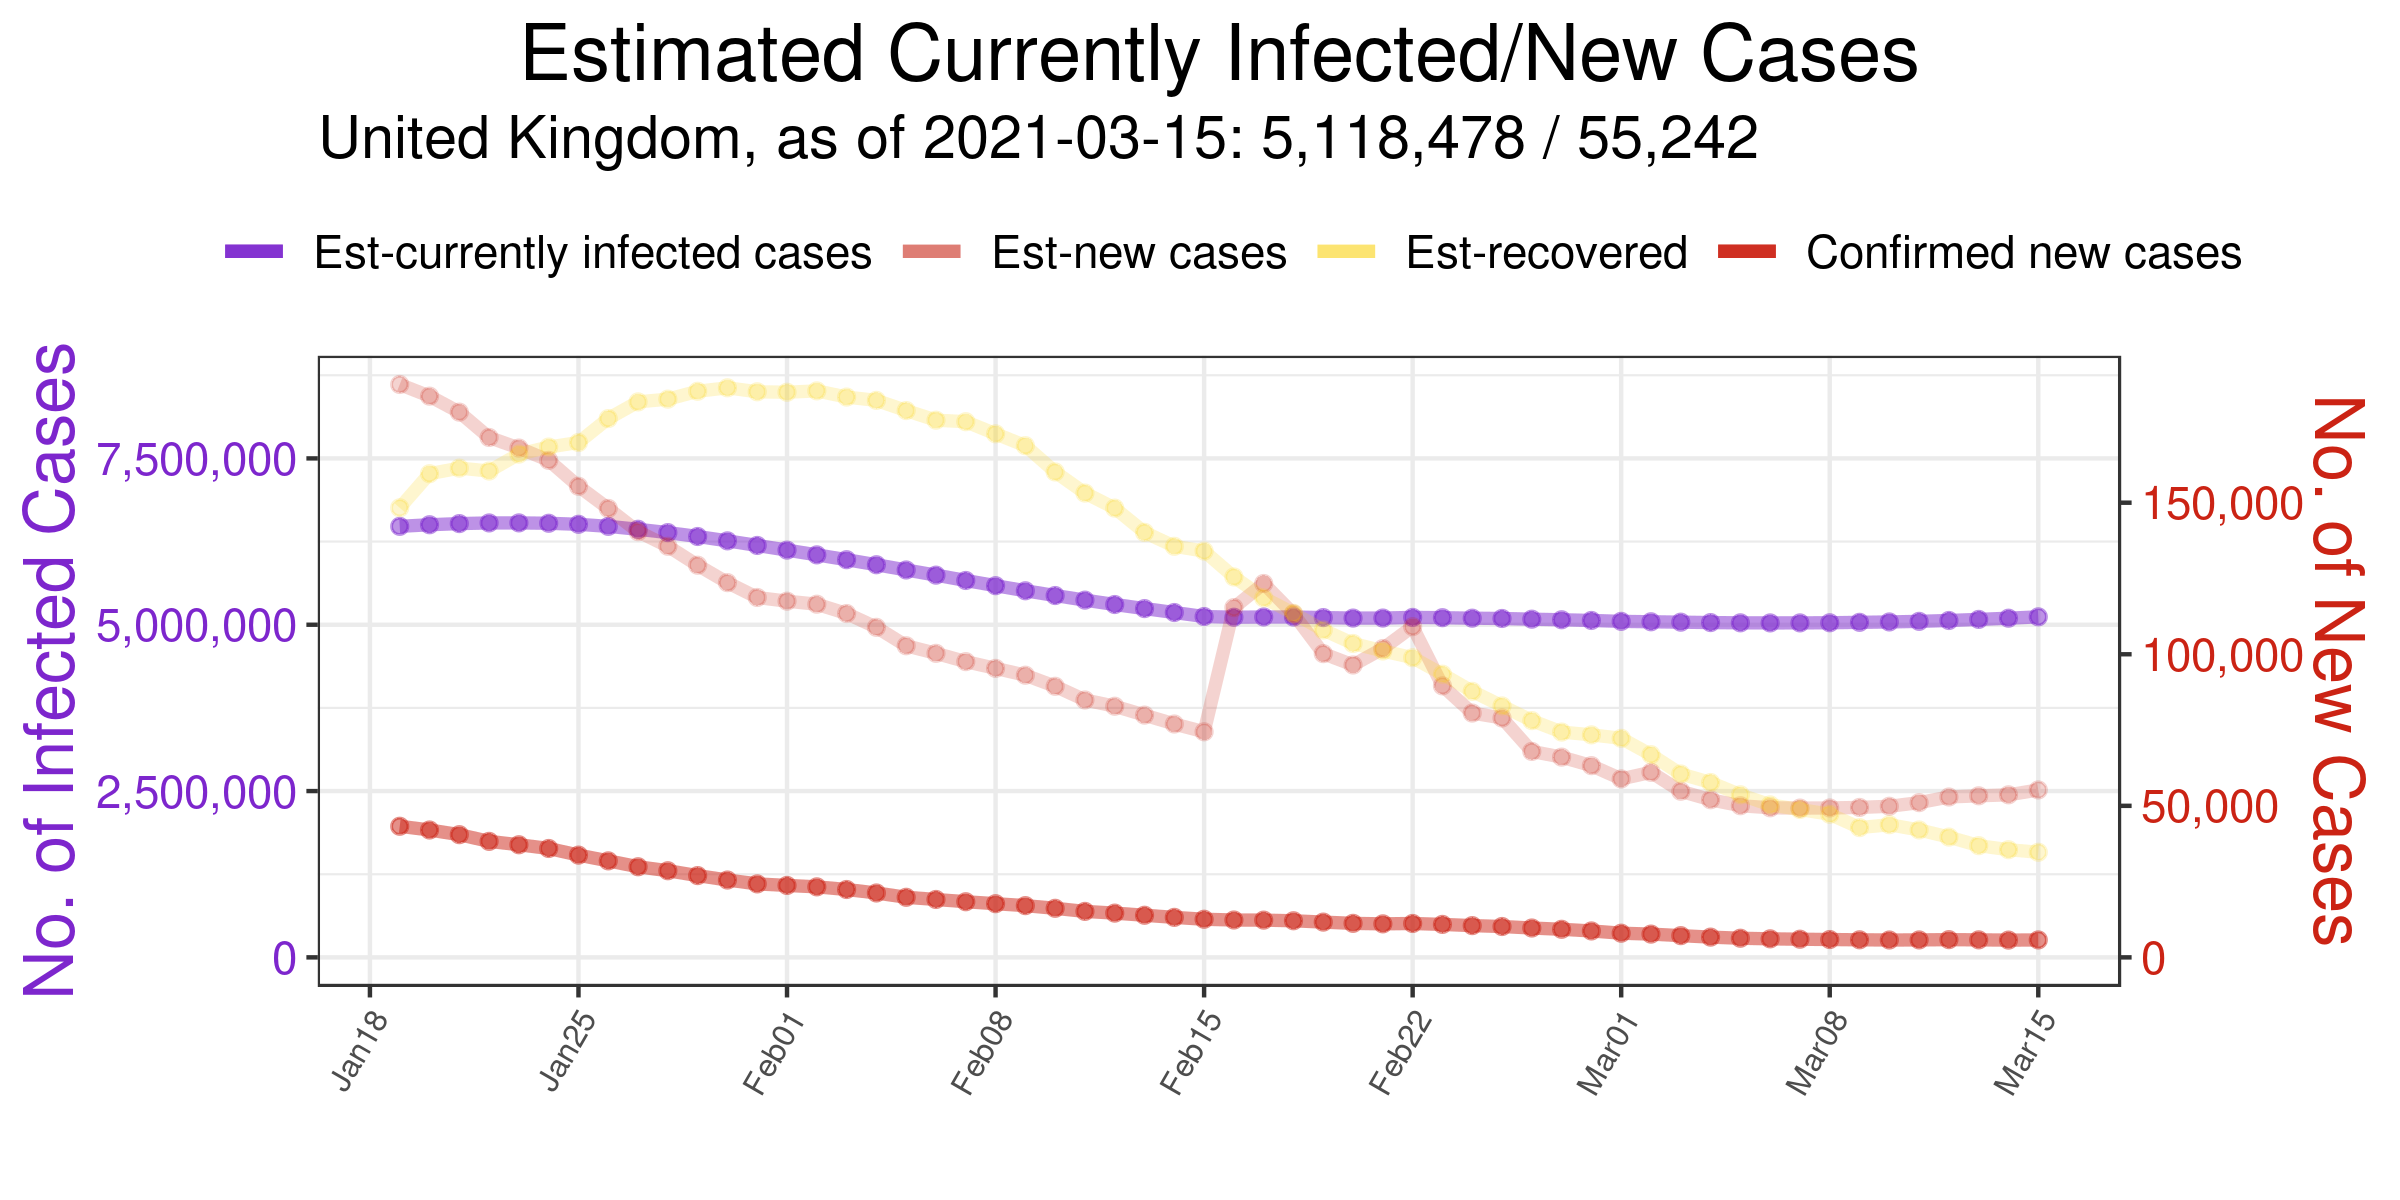 Estimated Currently Infected/New Cases
United Kingdom, as of 2021-03-15: 5,118,478 / 55,242
Est-currently infected cases Est-new cases Est-recovered Confirmed new cases
No. of Infected Cases
7,500,000
5,000,000
2,500,000
0
150,000
100,000
50,000
0
No. of New Cases
Jan18 Jan25 Feb01 Feb08 Feb15 Feb22 Mar01 Mar08 Mar15